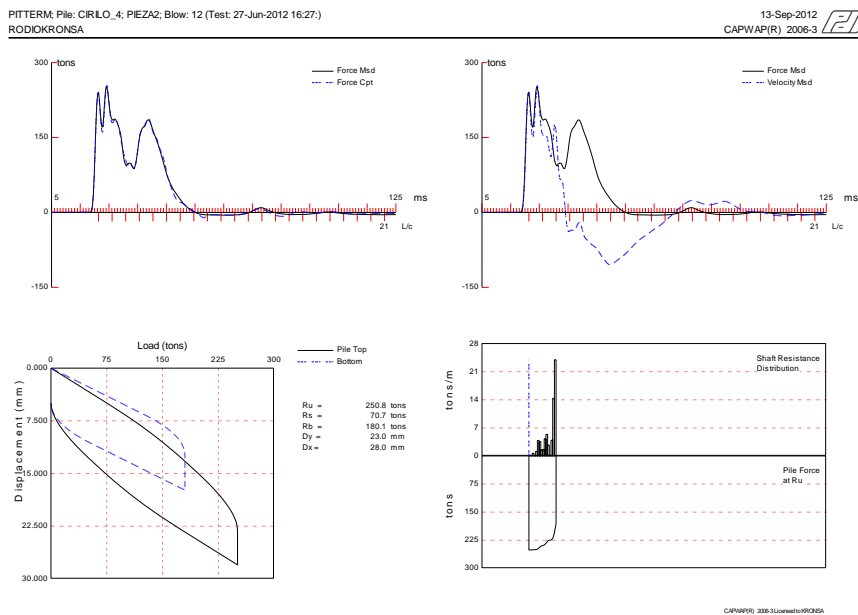 PITTERM; Pile: CIRILO_4; PIEZA2; Blow: 12 (Test: 27-Jun-2012 16:27:)
13-Sep-2012
RODIOKRONSA
CAPWAP(R) 2006-3
300
tons
Force Msd
Force Cpt
150
5
125
ms
0
21
L/c
-150
300
tons
Force Msd
Velocity Msd
150
5
125
ms
0
21
L/c
-150
Load (tons)
0
75
150
225
300
Pile Top
Bottom
0.000
7.500
15.000
22.500
30.000
Displacement (mm)
Ru = 250.8 tons
Rs = 70.7 tons
Rb = 180.1 tons
Dy = 23.0 mm
Dx = 28.0 mm
28
21
14
7
0
tons/m
Shaft Resistance
Distribution
Pile Force
at Ru
75
150
225
300
tons
CAPWAP(R) 2006-3 Licensed to KRONSA